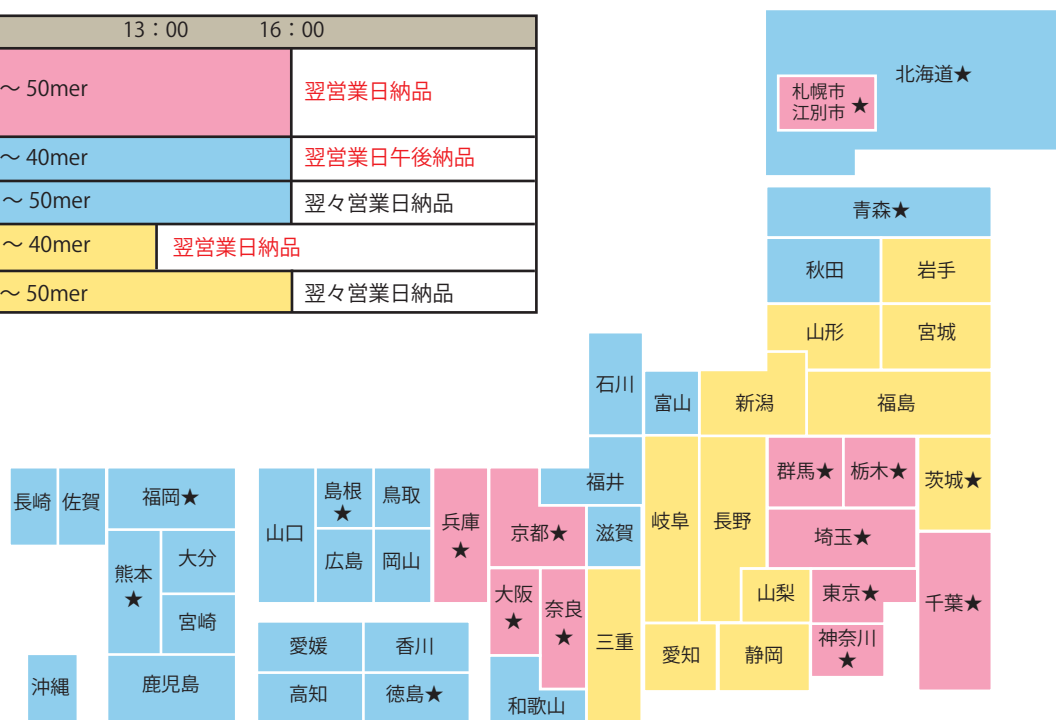 13：00 16：00
～ 50mer 翌営業日納品
～ 40mer 翌営業日午後納品
～ 50mer 翌々営業日納品
～ 40mer 翌営業日納品
～ 50mer 翌々営業日納品
北海道★
札幌市
江別市 ★
青森★
秋田 岩手
山形 宮城
石川 富山 新潟 福島
群馬★ 栃木★ 茨城★
長崎 佐賀 福岡★
山口 島根
★
鳥取 兵庫
★
京都★ 福井
滋賀 岐阜 長野 埼玉★
熊本
★
大分 広島 岡山
宮崎
大阪
★
奈良
★
三重 山梨 東京★ 千葉★
愛媛 香川 愛知 静岡 神奈川
★
沖縄 鹿児島 高知 徳島★ 和歌山